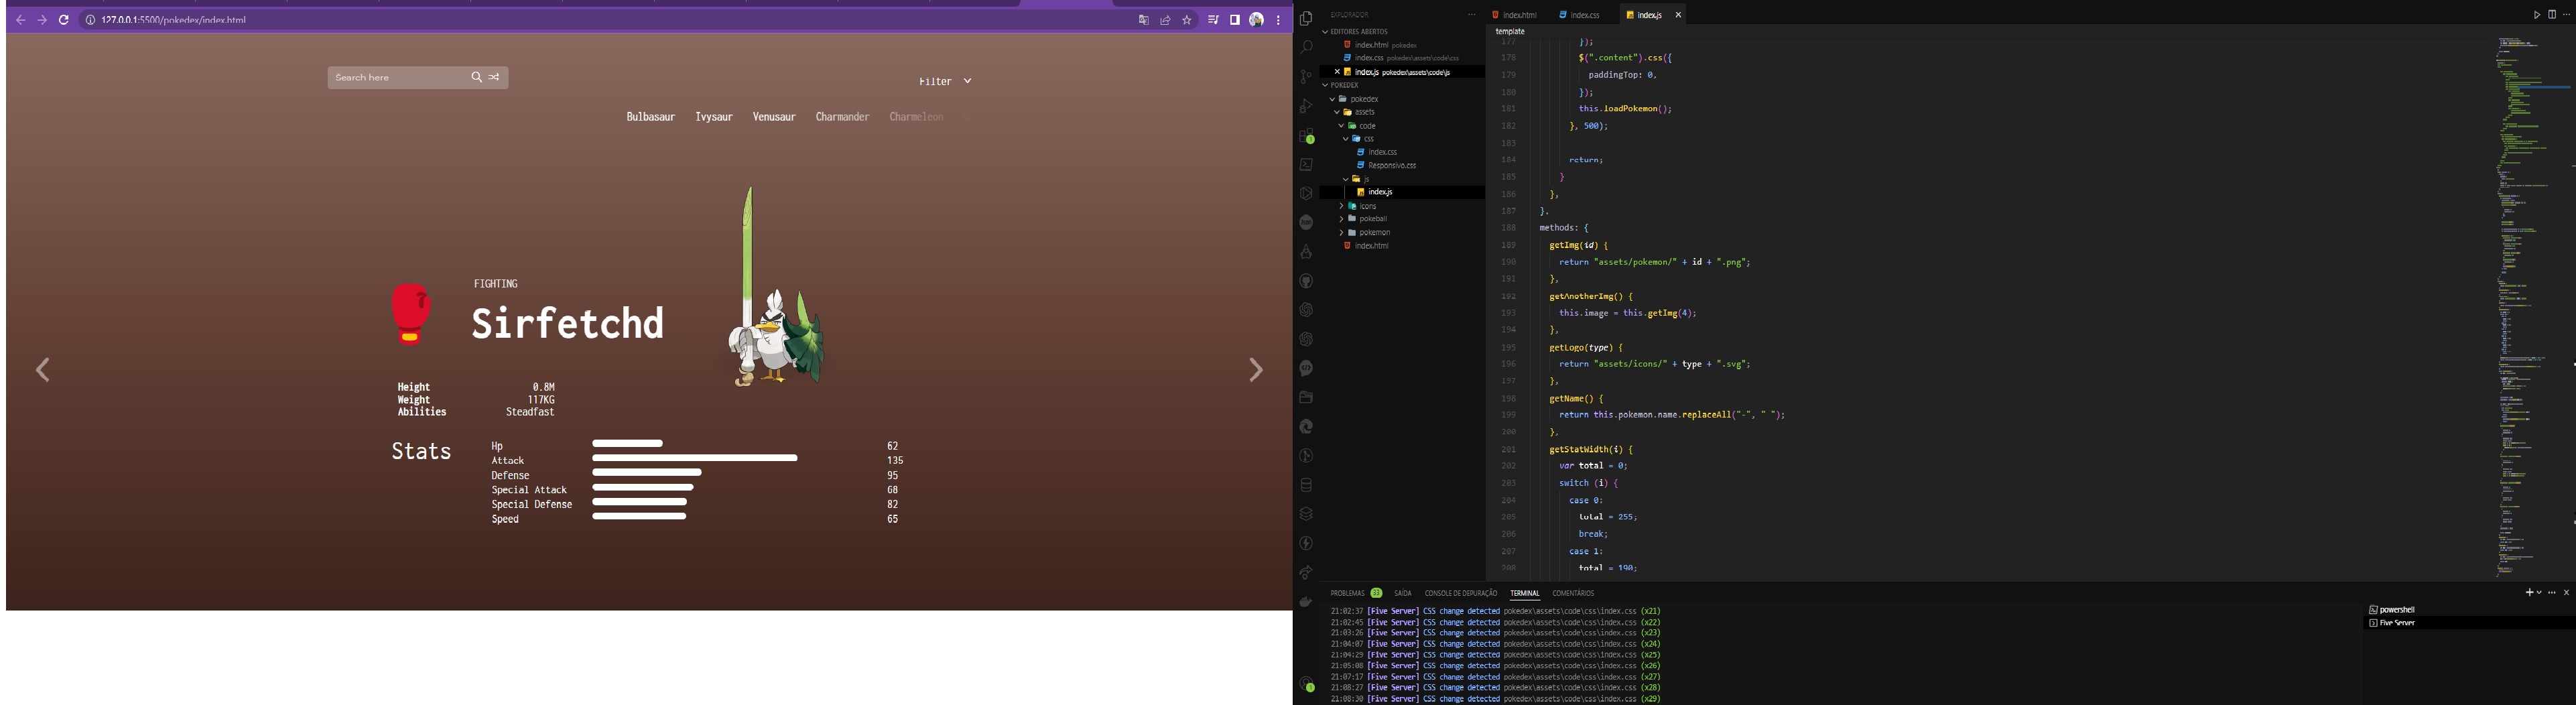 127.0.0.1:5500/pokedex/index.html
Search here
Filter
Bulbasaur Ivysaur Venusaur Charmander Charmeleon
FIGHTING
Sirfetchd
Height 0.8M
Weight 117KG
Abilities Steadfast
Stats
Hp 62
Attack 135
Defense 95
Special Attack 68
Special Defense 82
Speed 65
EXPLORADOR
EDITORES ABERTOS
index.html pokedex
index.css pokedex\assets\code\css
index.js pokedex\assets\code\js
POKEDEX
pokedex
assets
code
css
index.css
Responsivo.css
js
index.js
icons
pokeball
pokemon
index.html
index.html index.css index.js
template
177 });
178 $(".content").css({
179 paddingTop: 0,
180 });
181 this.loadPokemon();
182 }, 500);
183
184 return;
185 }
186 },
187 },
188 methods: {
189 getImg(id) {
190 return "assets/pokemon/" + id + ".png";
191 },
192 getAnotherImg() {
193 this.image = this.getImg(4);
194 },
195 getLogo(type) {
196 return "assets/icons/" + type + ".svg";
197 },
198 getName() {
199 return this.pokemon.name.replaceAll("-", " ");
200 },
201 getStatWidth(i) {
202 var total = 0;
203 switch (i) {
204 case 0:
205 total = 255;
206 break;
207 case 1:
208 total = 190;
PROBLEMAS 33 SAÍDA CONSOLE DE DEPURAÇÃO TERMINAL COMENTÁRIOS
21:02:37 [Five Server] CSS change detected pokedex\assets\code\css\index.css (x21)
21:02:45 [Five Server] CSS change detected pokedex\assets\code\css\index.css (x22)
21:03:26 [Five Server] CSS change detected pokedex\assets\code\css\index.css (x23)
21:04:07 [Five Server] CSS change detected pokedex\assets\code\css\index.css (x24)
21:04:29 [Five Server] CSS change detected pokedex\assets\code\css\index.css (x25)
21:05:08 [Five Server] CSS change detected pokedex\assets\code\css\index.css (x26)
21:07:17 [Five Server] CSS change detected pokedex\assets\code\css\index.css (x27)
21:08:27 [Five Server] CSS change detected pokedex\assets\code\css\index.css (x28)
21:08:30 [Five Server] CSS change detected pokedex\assets\code\css\index.css (x29)
powershell
Five Server